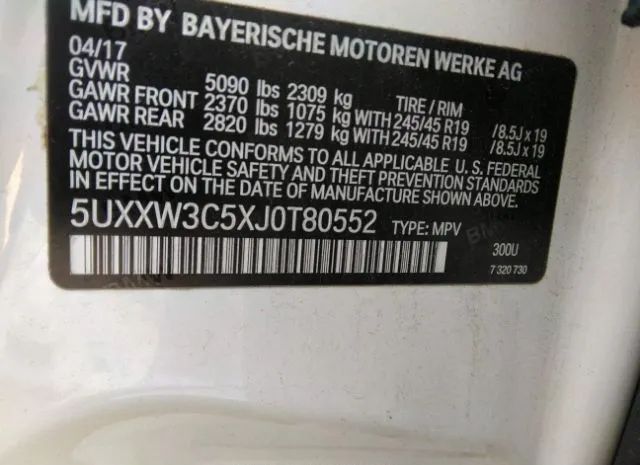 MFD BY BAYERISCHE MOTOREN WERKE AG
04/17
GVWR 5090 lbs 2309 kg TIRE / RIM
GAWR FRONT 2370 lbs 1075 kg WITH 245/45 R19 /8.5J x 19
GAWR REAR 2820 lbs 1279 kg WITH 245/45 R19 /8.5J x 19
THIS VEHICLE CONFORMS TO ALL APPLICABLE U. S. FEDERAL
MOTOR VEHICLE SAFETY AND THEFT PREVENTION STANDARDS
IN EFFECT ON THE DATE OF MANUFACTURE SHOWN ABOVE.
5UXXW3C5XJ0T80552 TYPE: MPV
300U
7 320 730